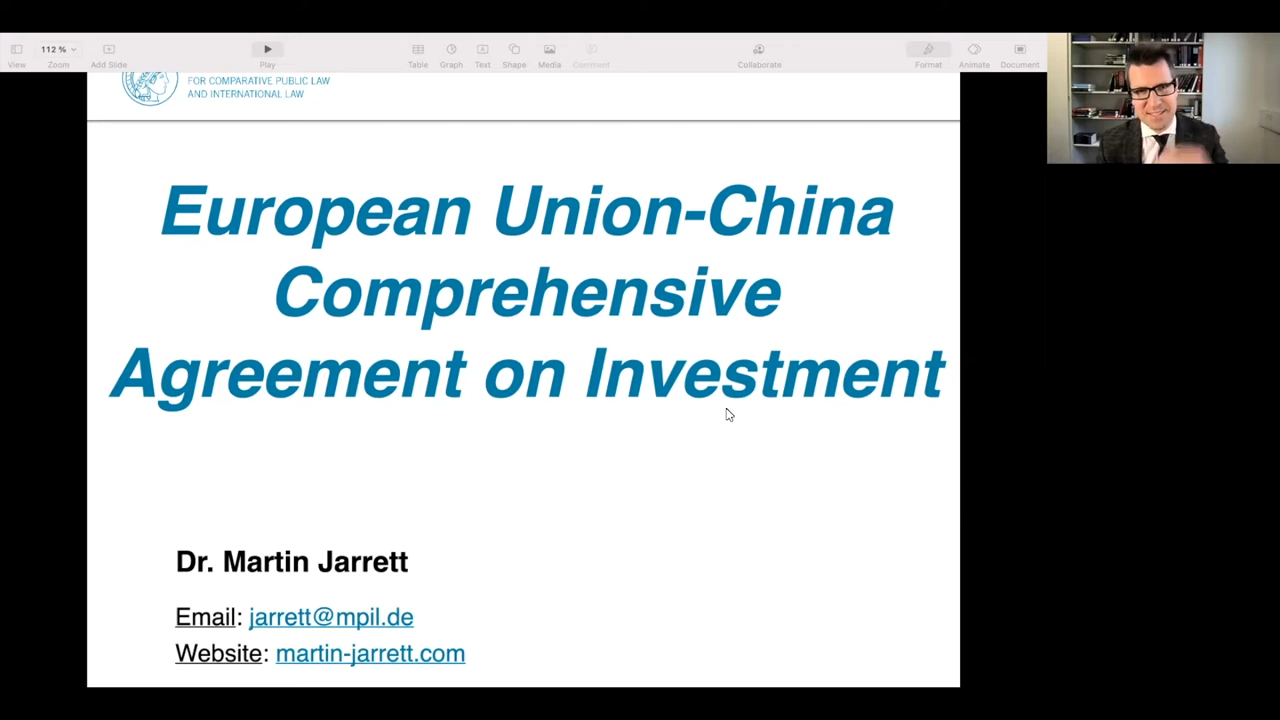 112 %
View
Zoom
Add Slide
Play
Table
Graph
Text
Shape
Media
Comment
Collaborate
Format
Animate
Document
FOR COMPARATIVE PUBLIC LAW
AND INTERNATIONAL LAW
European Union-China
Comprehensive
Agreement on Investment
Dr. Martin Jarrett
Email: jarrett@mpil.de
Website: martin-jarrett.com